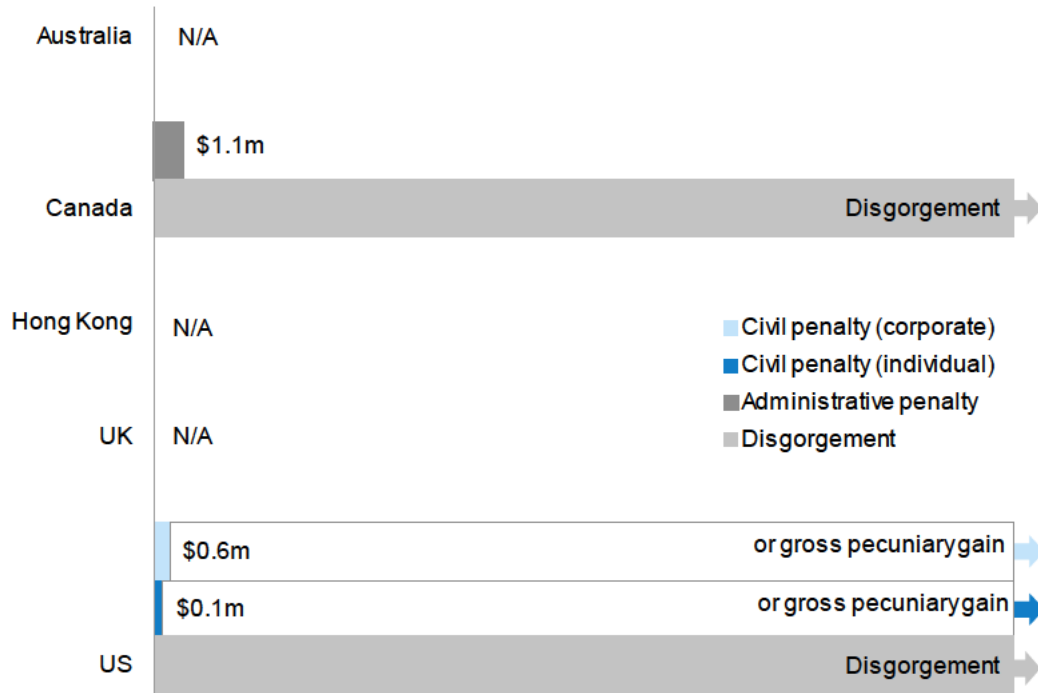 Australia N/A
$1.1m
Canada Disgorgement
Hong Kong N/A
Civil penalty (corporate)
Civil penalty (individual)
Administrative penalty
UK N/A
Disgorgement
$0.6m or gross pecuniary gain
$0.1m or gross pecuniary gain
US Disgorgement